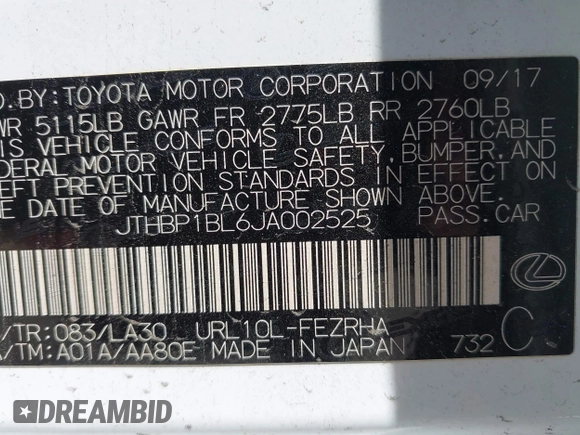 D.BY:TOYOTA MOTOR CORPORATION 09/17
WR 5115LB GAWR FR 2775LB RR 2760LB
IS VEHICLE CONFORMS TO ALL APPLICABLE
DERAL MOTOR VEHICLE SAFETY, BUMPER, AND
EFT PREVENTION STANDARDS IN EFFECT ON
E DATE OF MANUFACTURE SHOWN ABOVE.
JTHBP1BL6JA002525 PASS.CAR
/TR:083/LA30 URL10L-FEZRHA
A/TM:A01A/AA80E MADE IN JAPAN 732 C
DREAMBID
AUTOMOTIVE DATABASE